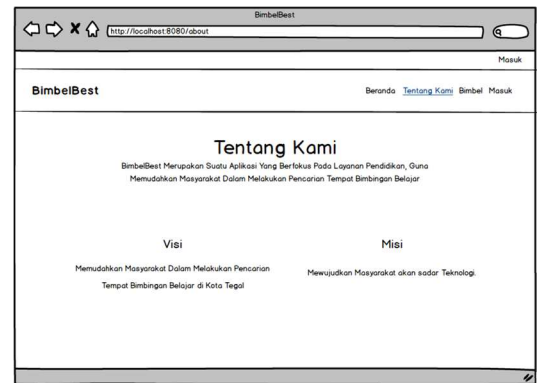 BimbelBest
http://localhost:8080/about
Masuk
BimbelBest
Beranda Tentang Kami Bimbel Masuk
Tentang Kami
BimbelBest Merupakan Suatu Aplikasi Yang Berfokus Pada Layanan Pendidikan, Guna
Memudahkan Masyarakat Dalam Melakukan Pencarian Tempat Bimbingan Belajar
Visi
Memudahkan Masyarakat Dalam Melakukan Pencarian
Tempat Bimbingan Belajar di Kota Tegal
Misi
Mewujudkan Masyarakat akan sadar Teknologi.